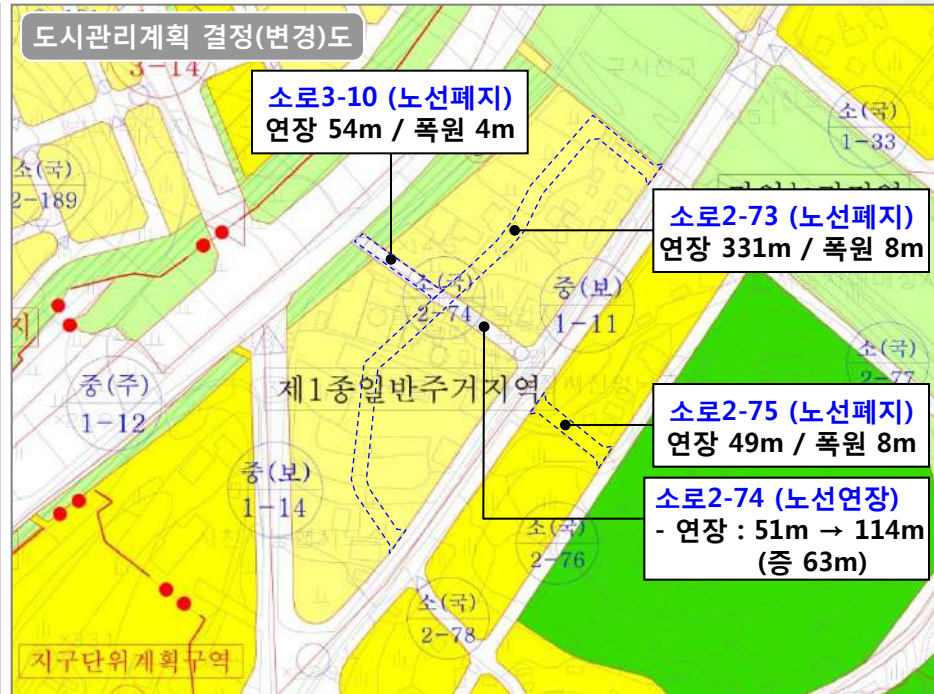 도시관리계획 결정(변경)도
3-14
소로3-10 (노선폐지)
연장 54m / 폭원 4m
구사진교
소(국)
1-33
소(국)
2-189
소로2-73 (노선폐지)
연장 331m / 폭원 8m
소(국)
2-74
중(보)
1-11
지
중(주)
1-12
제1종일반주거지역
소(국)
2-77
소로2-75 (노선폐지)
연장 49m / 폭원 8m
중(보)
1-14
소로2-74 (노선연장)
- 연장 : 51m → 114m
(증 63m)
소(국)
2-76
소(국)
2-78
지구단위계획구역